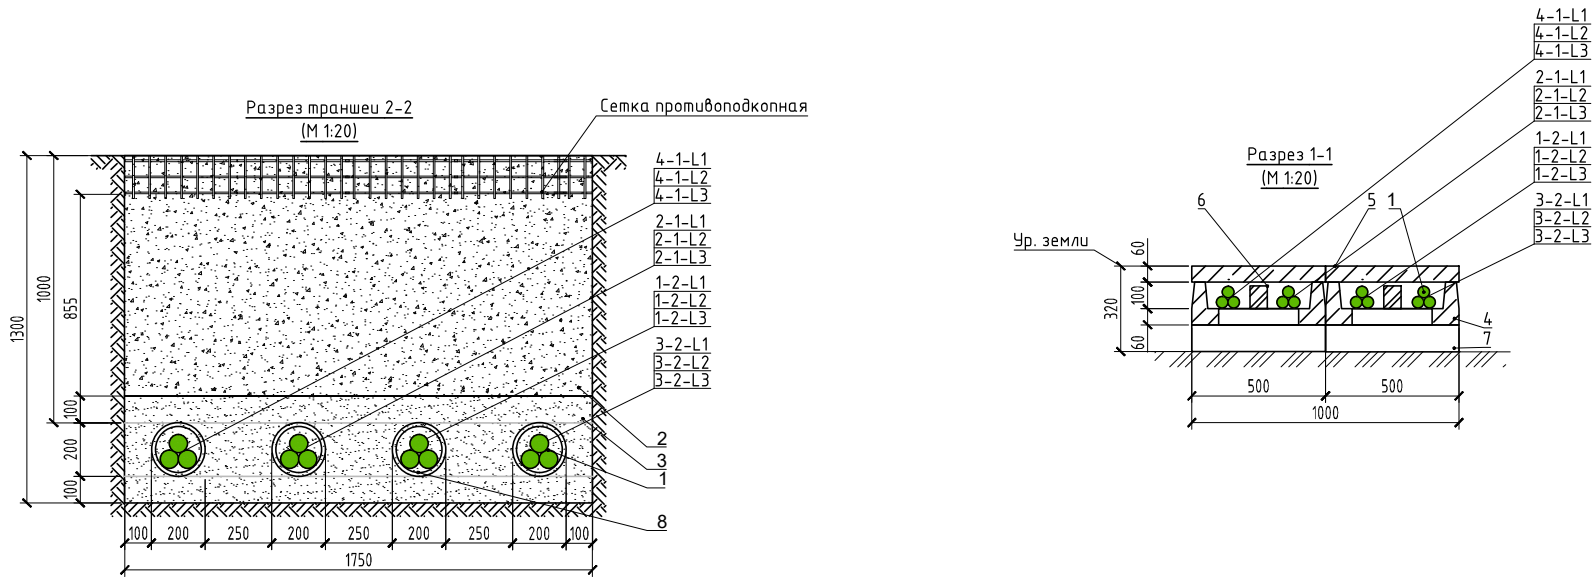 Разрез траншеи 2-2
(М 1:20)
Сетка противоподкопная
4-1-L1
4-1-L2
4-1-L3
2-1-L1
2-1-L2
2-1-L3
1-2-L1
1-2-L2
1-2-L3
3-2-L1
3-2-L2
3-2-L3
2
3
1
8
1300
1000
855
100
200
100
100
200
250
200
250
200
250
200
100
1750
Разрез 1-1
(М 1:20)
4-1-L1
4-1-L2
4-1-L3
2-1-L1
2-1-L2
2-1-L3
1-2-L1
1-2-L2
1-2-L3
3-2-L1
3-2-L2
3-2-L3
6
5
1
Ур. земли
60
100
320
60
4
7
500
500
1000